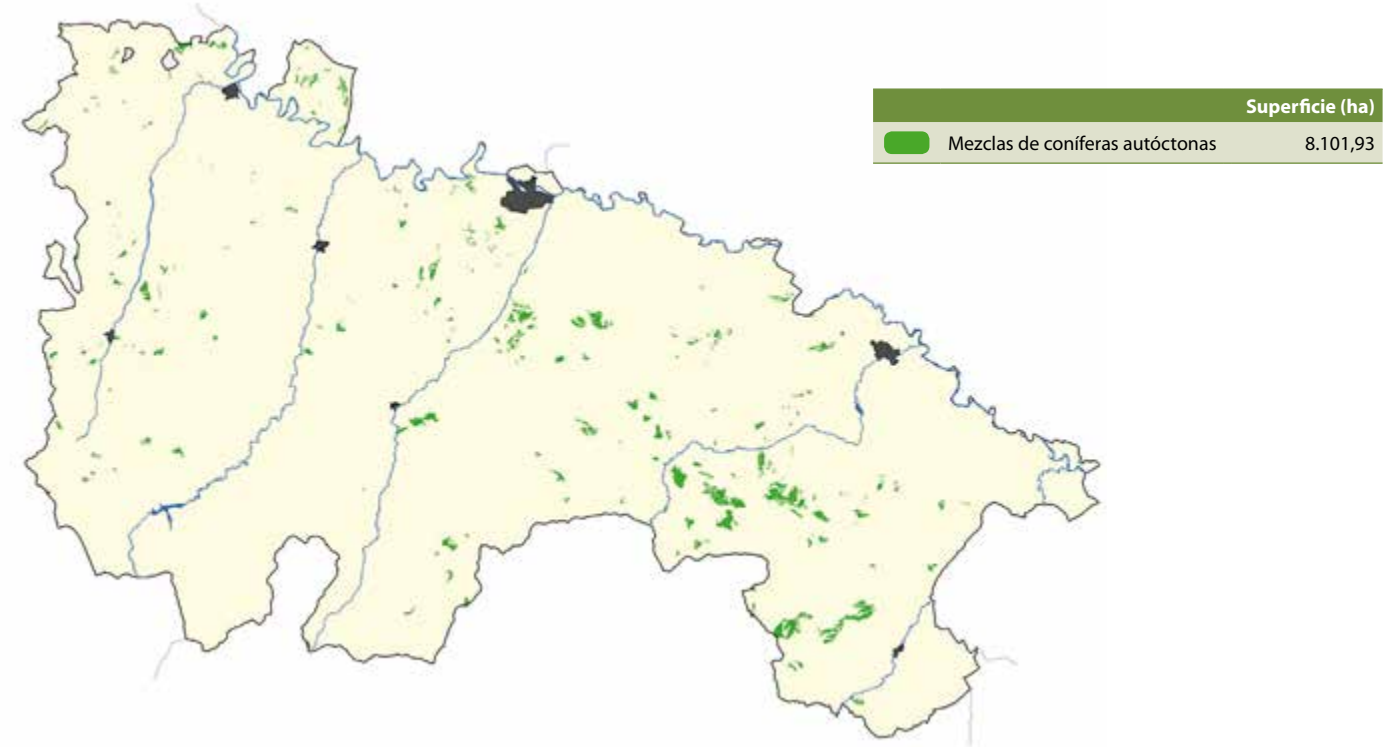 Superficie (ha)
Mezclas de coníferas autóctonas 8.101,93